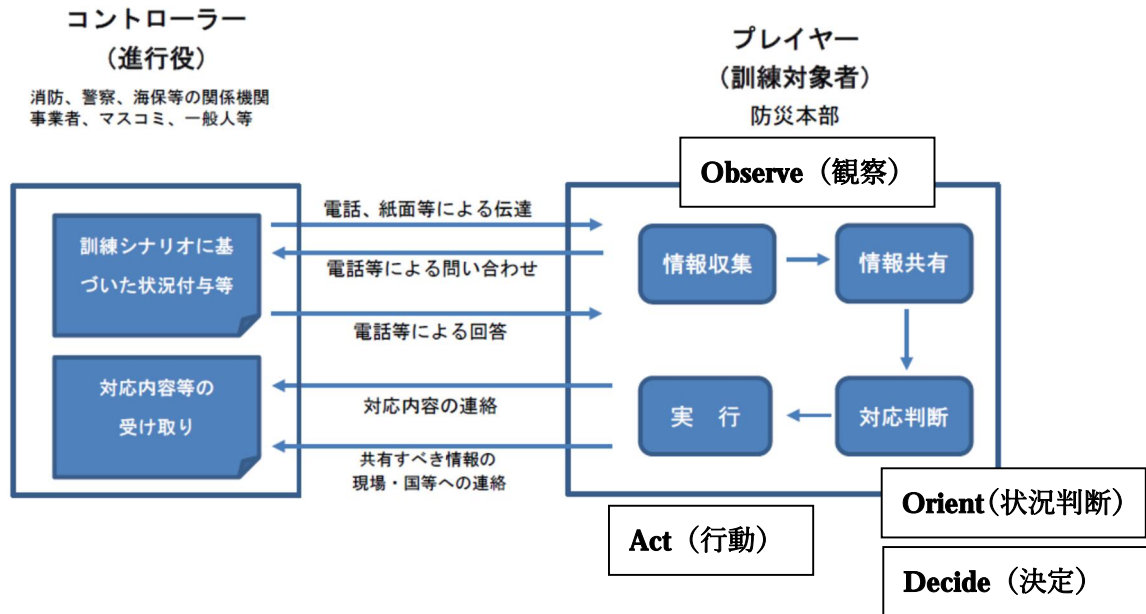 コントローラー
（進行役）
消防、警察、海保等の関係機関
事業者、マスコミ、一般人等
プレイヤー
（訓練対象者）
防災本部
Observe（観察）
訓練シナリオに基
づいた状況付与等
電話、紙面等による伝達
電話等による問い合わせ
電話等による回答
情報収集
情報共有
対応内容等の
受け取り
対応内容の連絡
共有すべき情報の
現場・国等への連絡
実　行
対応判断
Orient（状況判断）
Act（行動）
Decide（決定）